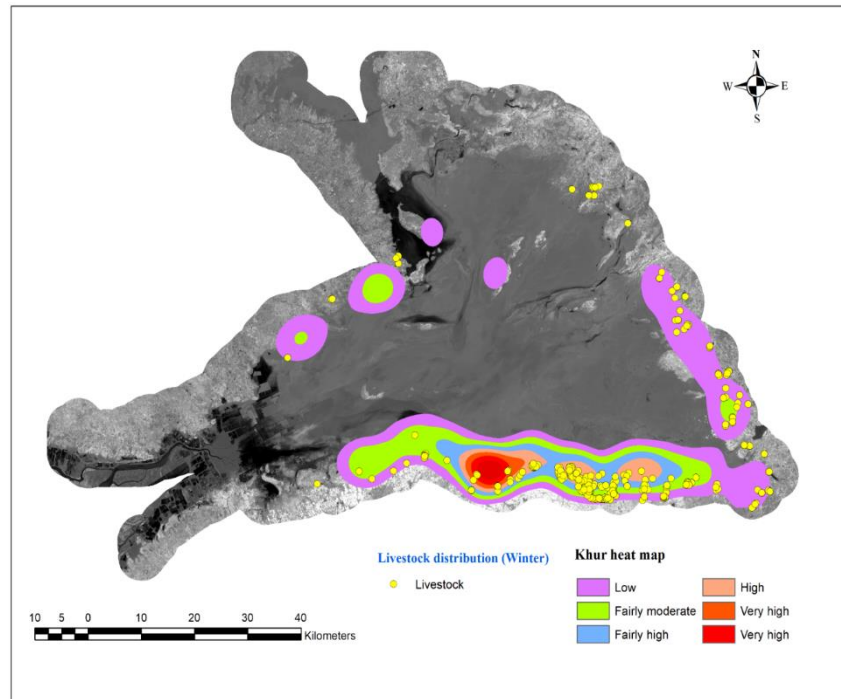 N
W E
S
Livestock distribution (Winter)
Livestock
Khur heat map
Low
High
Fairly moderate
Very high
Fairly high
Very high
10 5 0 10 20 30 40
Kilometers